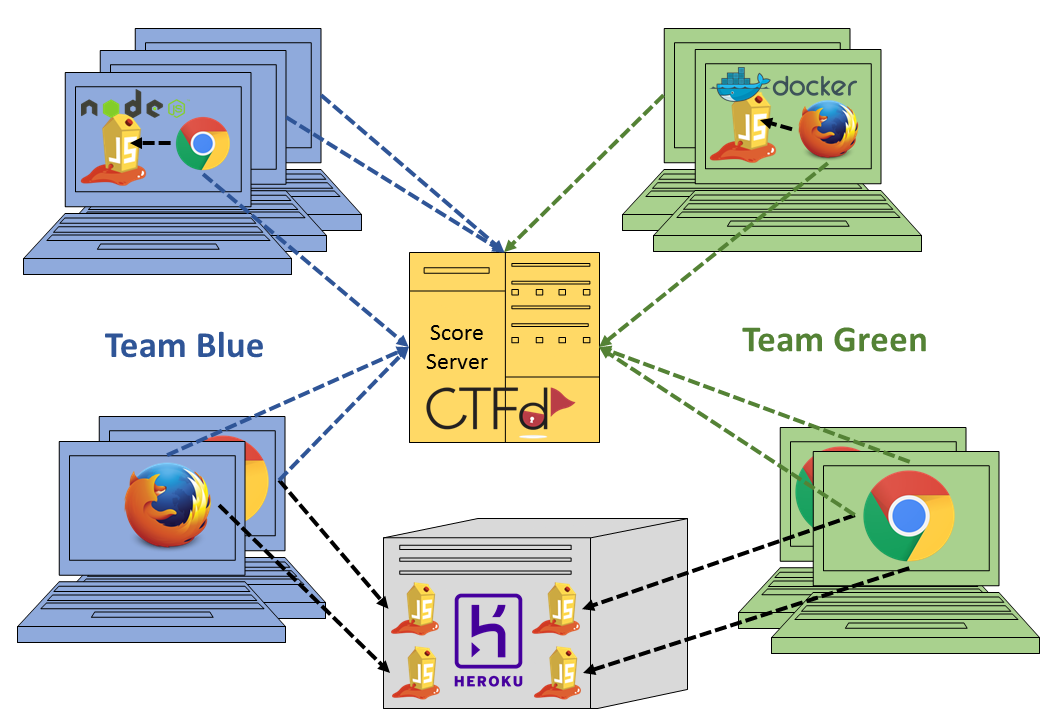 node
JS
docker
JS
Score
Server
CTFd
Team Blue
Team Green
JS
JS
JS
JS
HEROKU